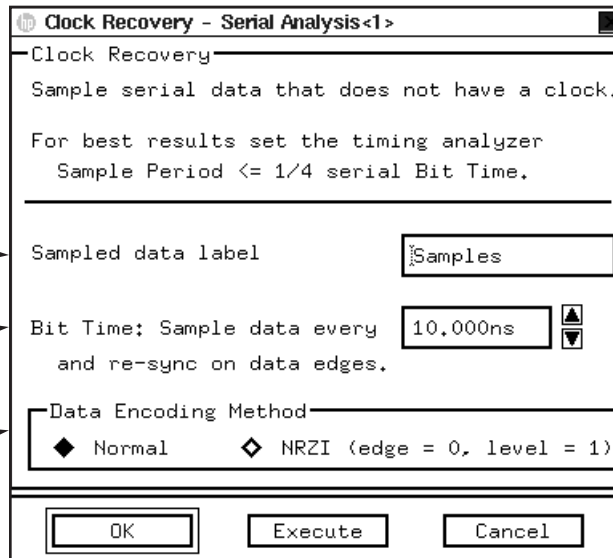 hp Clock Recovery - Serial Analysis<1>
Clock Recovery
Sample serial data that does not have a clock.
For best results set the timing analyzer
Sample Period <= 1/4 serial Bit Time.
Sampled data label Samples
Bit Time: Sample data every 10.000ns
and re-sync on data edges.
Data Encoding Method
Normal NRZI (edge = 0, level = 1)
OK Execute Cancel